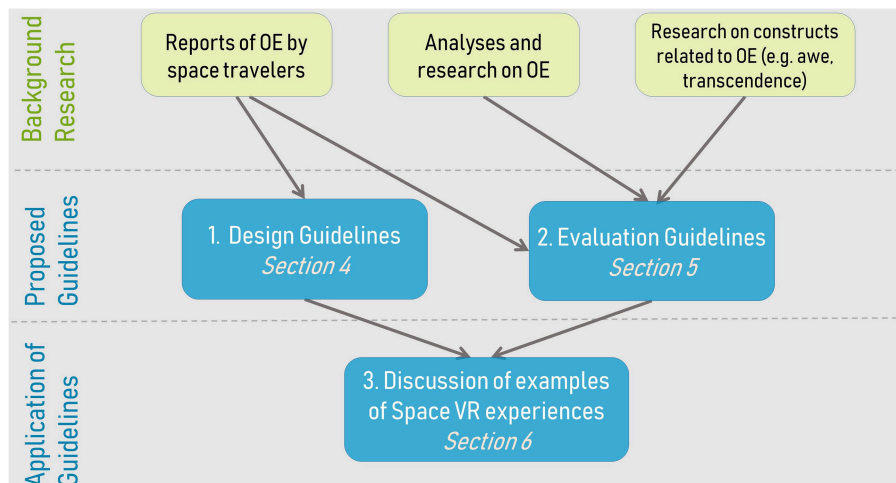 Background
Research
Reports of OE by
space travelers
Analyses and
research on OE
Research on constructs
related to OE (e.g. awe,
transcendence)
Proposed
Guidelines
1. Design Guidelines
Section 4
2. Evaluation Guidelines
Section 5
Application of
Guidelines
3. Discussion of examples
of Space VR experiences
Section 6